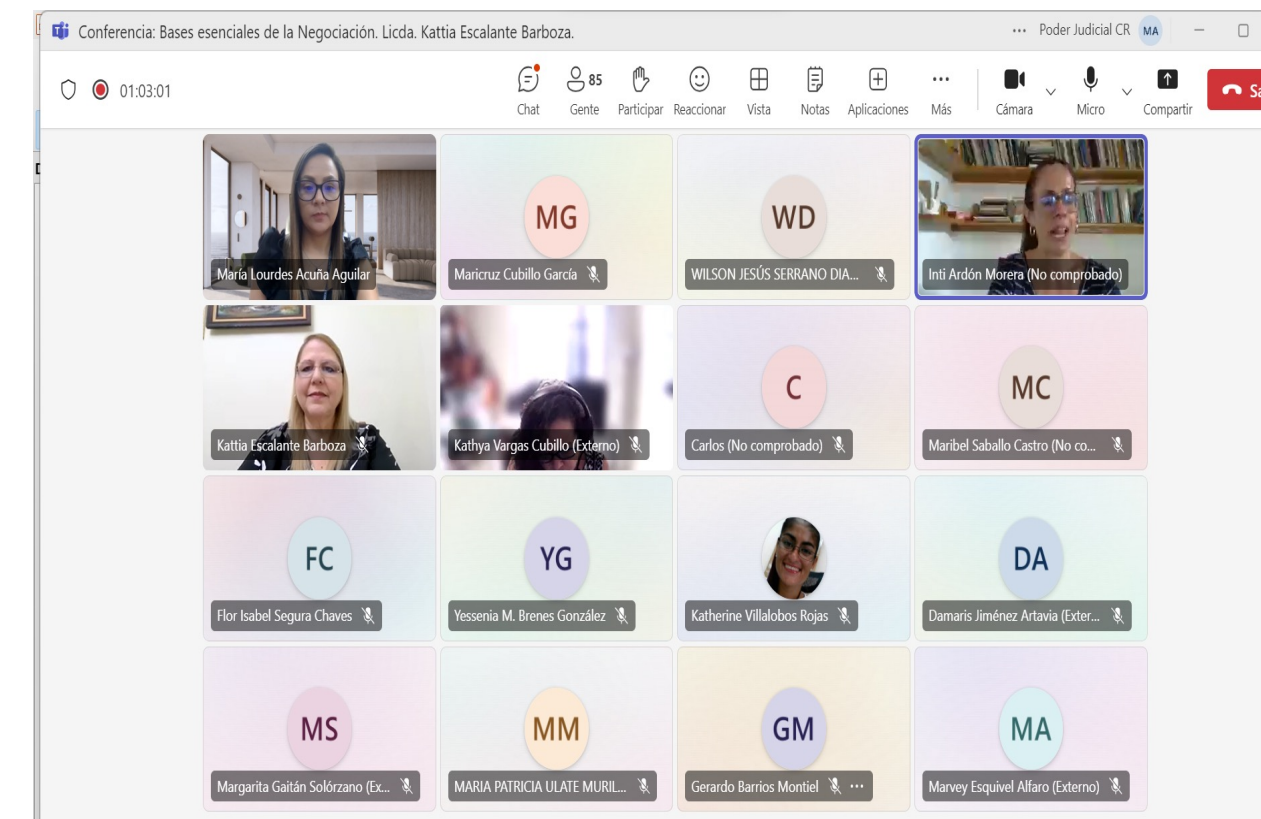 Conferencia: Bases esenciales de la Negociación. Licda. Kattia Escalante Barboza.
Poder Judicial CR MA
01:03:01
85
Chat Gente Participar Reaccionar Vista Notas Aplicaciones Más Cámara Micro Compartir
MG WD
María Lourdes Acuña Aguilar Maricruz Cubillo García WILSON JESÚS SERRANO DIA... Inti Ardón Morera (No comprobado)
C MC
Kattia Escalante Barboza Kathya Vargas Cubillo (Externo) Carlos (No comprobado) Maribel Saballo Castro (No co...
FC YG DA
Flor Isabel Segura Chaves Yessenia M. Brenes González Katherine Villalobos Rojas Damaris Jiménez Artavia (Exter...
MS MM GM MA
Margarita Gaitán Solórzano (Ex... MARIA PATRICIA ULATE MURIL... Gerardo Barrios Montiel Marvey Esquivel Alfaro (Externo)